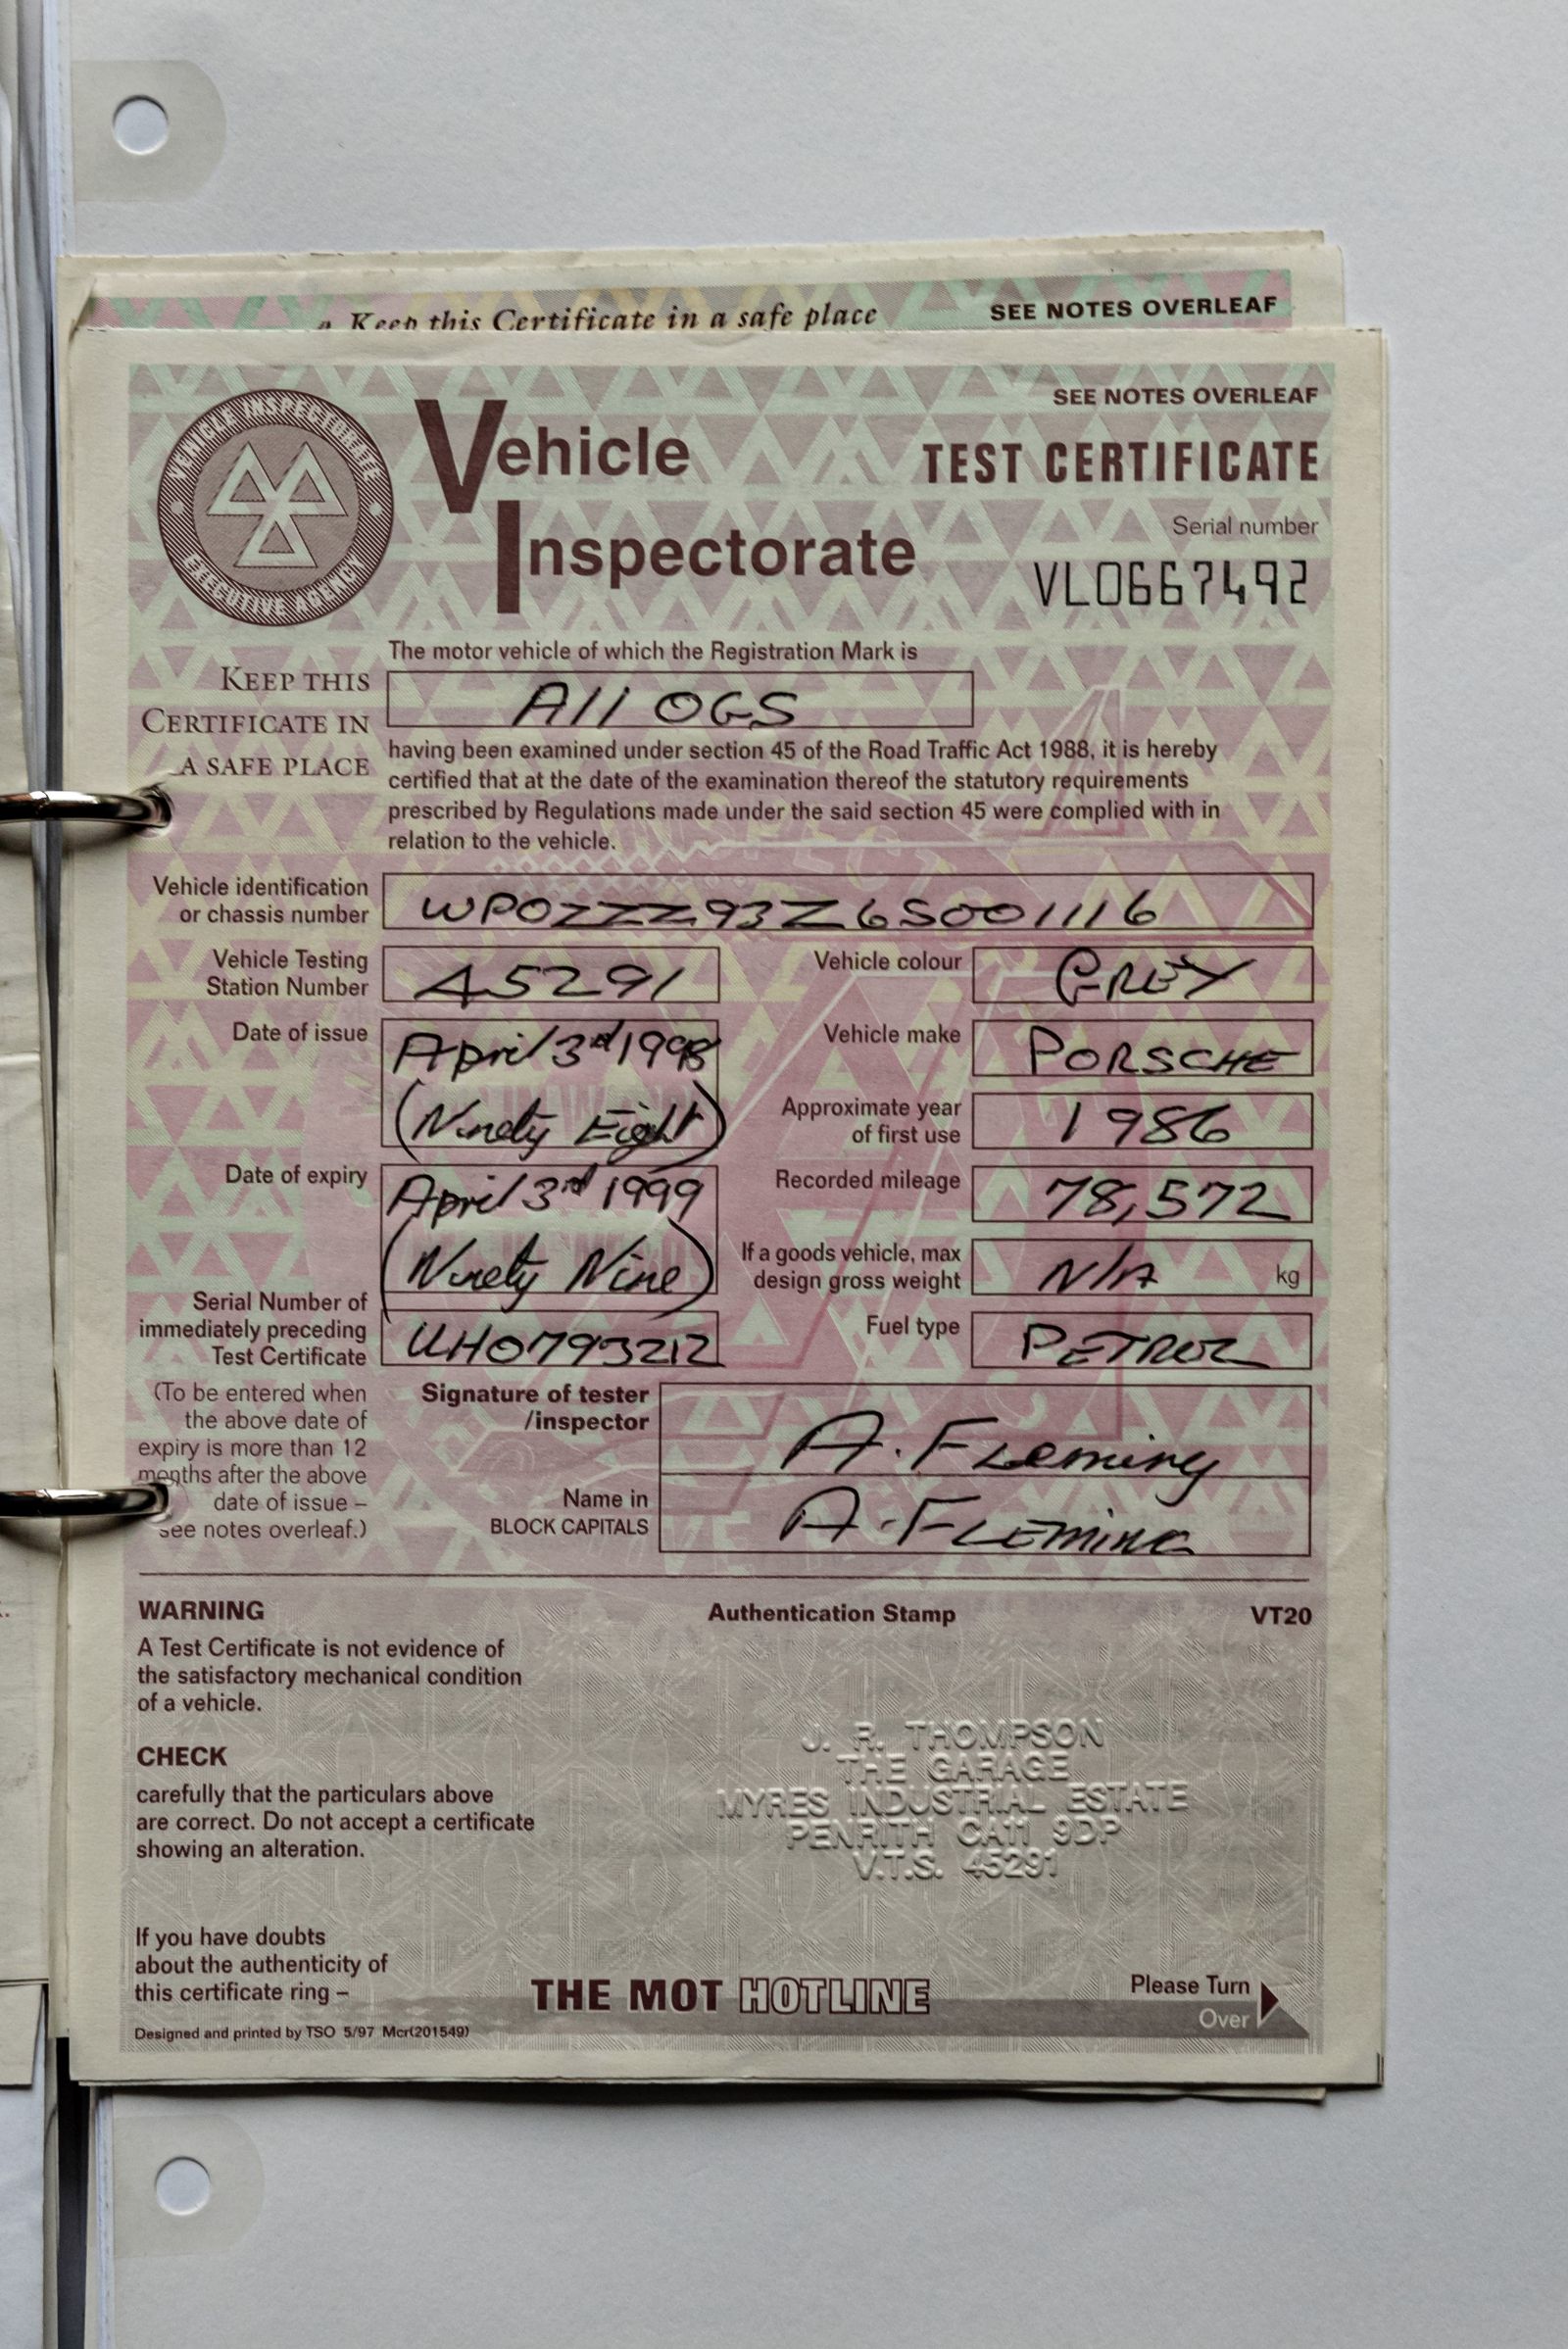 Keep this Certificate in a safe place
SEE NOTES OVERLEAF
SEE NOTES OVERLEAF
VEHICLE INSPECTORATE
EXECUTIVE AGENCY
Vehicle
Inspectorate
TEST CERTIFICATE
Serial number
VL0667492
The motor vehicle of which the Registration Mark is
KEEP THIS
CERTIFICATE IN
A SAFE PLACE
A11 OGS
having been examined under section 45 of the Road Traffic Act 1988, it is hereby
certified that at the date of the examination thereof the statutory requirements
prescribed by Regulations made under the said section 45 were complied with in
relation to the vehicle.
Vehicle identification
or chassis number
WP0ZZZ93ZGS001116
Vehicle Testing
Station Number
45291
Vehicle colour
GREY
Date of issue
April 3rd 1998
(Ninety Eight)
Vehicle make
PORSCHE
Approximate year
of first use
1986
Date of expiry
April 3rd 1999
(Ninety Nine)
Recorded mileage
78,572
If a goods vehicle, max
design gross weight
N/A
kg
Serial Number of
immediately preceding
Test Certificate
UH0793212
Fuel type
PETROL
(To be entered when
the above date of
expiry is more than 12
months after the above
date of issue –
see notes overleaf.)
Signature of tester
/inspector
A. Fleming
Name in
BLOCK CAPITALS
A. FLEMING
WARNING
A Test Certificate is not evidence of
the satisfactory mechanical condition
of a vehicle.
Authentication Stamp
VT20
CHECK
carefully that the particulars above
are correct. Do not accept a certificate
showing an alteration.
J. R. THOMPSON
THE GARAGE
MYRES INDUSTRIAL ESTATE
PENRITH CA11 9DP
V.T.S. 45291
If you have doubts
about the authenticity of
this certificate ring –
THE MOT HOTLINE
Please Turn
Over
Designed and printed by TSO 5/97 Mcr(201549)